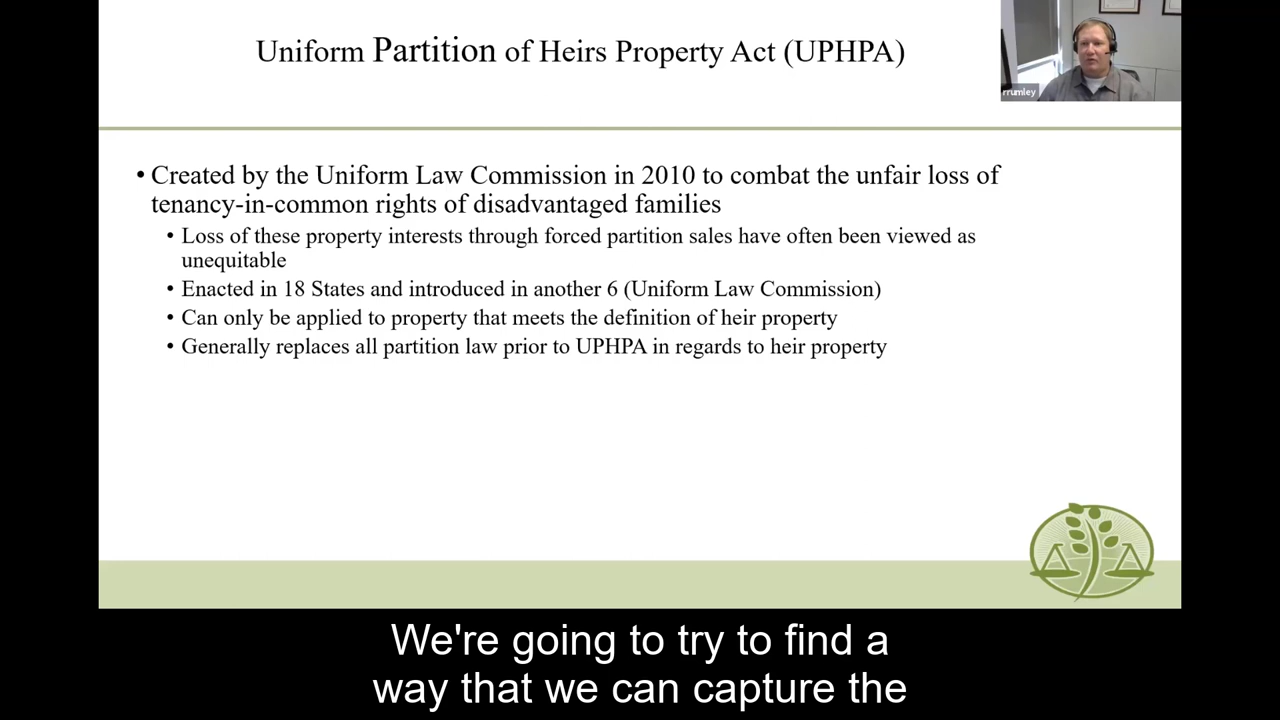 Uniform Partition of Heirs Property Act (UPHPA)
rrumley
• Created by the Uniform Law Commission in 2010 to combat the unfair loss of
tenancy-in-common rights of disadvantaged families
• Loss of these property interests through forced partition sales have often been viewed as
unequitable
• Enacted in 18 States and introduced in another 6 (Uniform Law Commission)
• Can only be applied to property that meets the definition of heir property
• Generally replaces all partition law prior to UPHPA in regards to heir property
We're going to try to find a
way that we can capture the